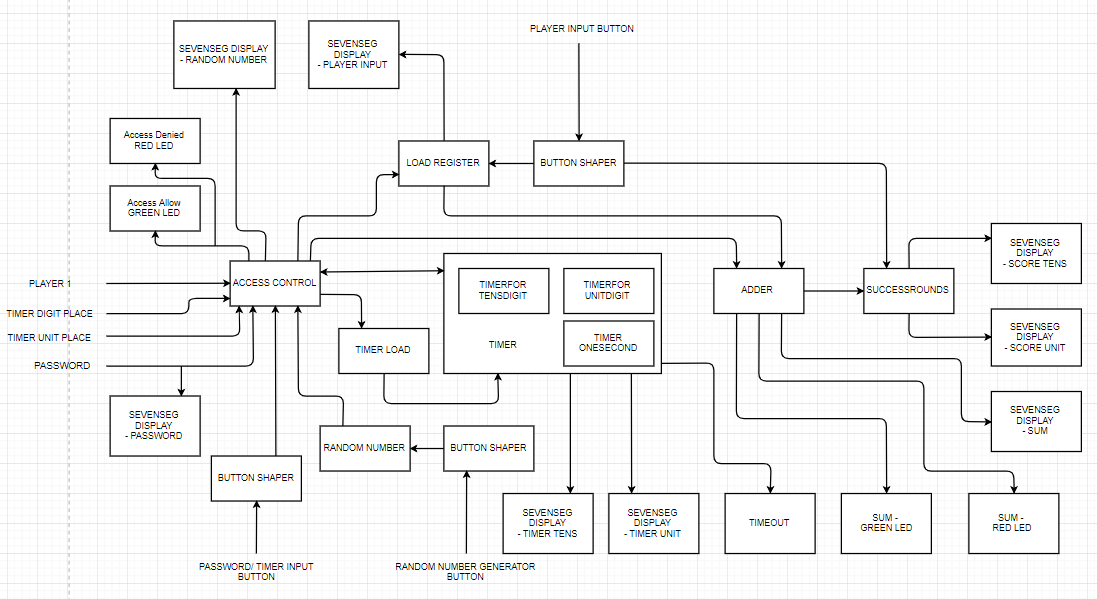 PLAYER INPUT BUTTON
SEVENSEG DISPLAY
- RANDOM NUMBER
SEVENSEG
DISPLAY
- PLAYER INPUT
Access Denied
RED LED
LOAD REGISTER
BUTTON SHAPER
Access Allow
GREEN LED
SEVENSEG
DISPLAY
- SCORE TENS
PLAYER 1
ACCESS CONTROL
TIMERFOR
TENSDIGIT
TIMERFOR
UNITDIGIT
ADDER
SUCCESSROUNDS
TIMER DIGIT PLACE
TIMER UNIT PLACE
TIMER LOAD
TIMER
TIMER
ONESECOND
SEVENSEG
DISPLAY
- SCORE UNIT
PASSWORD
SEVENSEG
DISPLAY
- PASSWORD
SEVENSEG
DISPLAY
- SUM
RANDOM NUMBER
BUTTON SHAPER
BUTTON SHAPER
SEVENSEG
DISPLAY
- TIMER TENS
SEVENSEG
DISPLAY
- TIMER UNIT
TIMEOUT
SUM -
GREEN LED
SUM -
RED LED
PASSWORD/ TIMER INPUT
BUTTON
RANDOM NUMBER GENERATOR
BUTTON